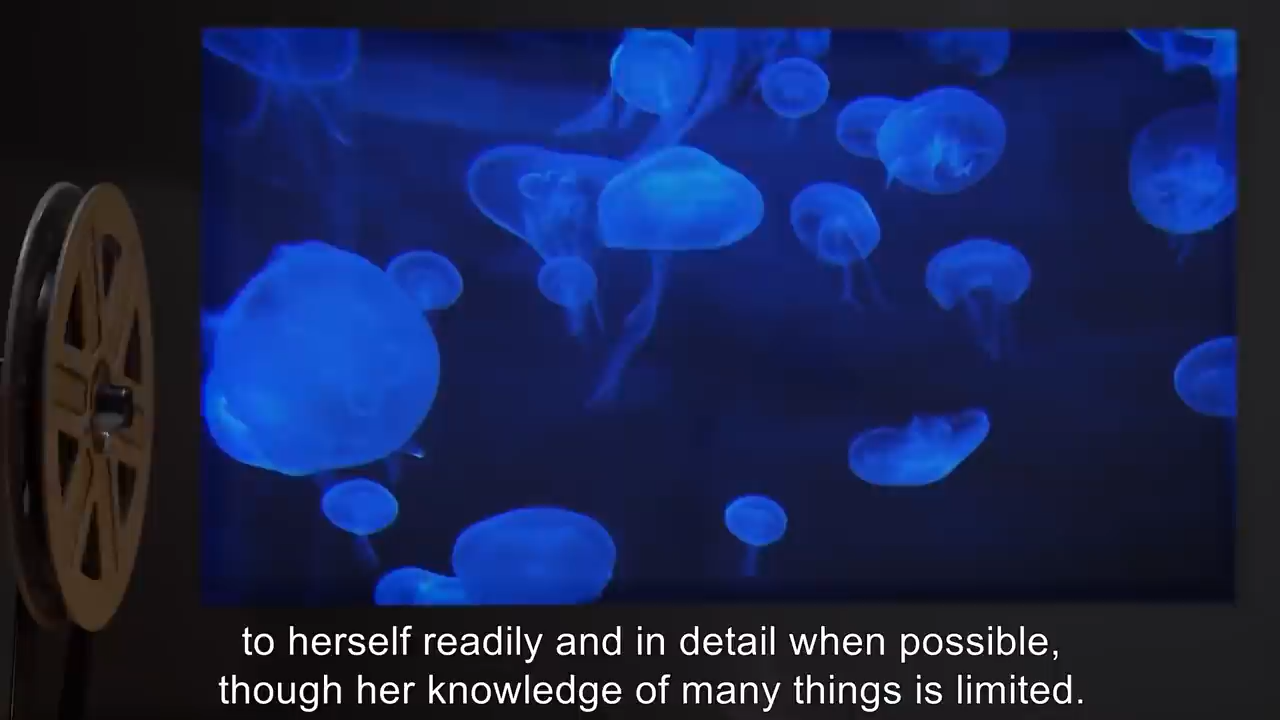 to herself readily and in detail when possible,
though her knowledge of many things is limited.